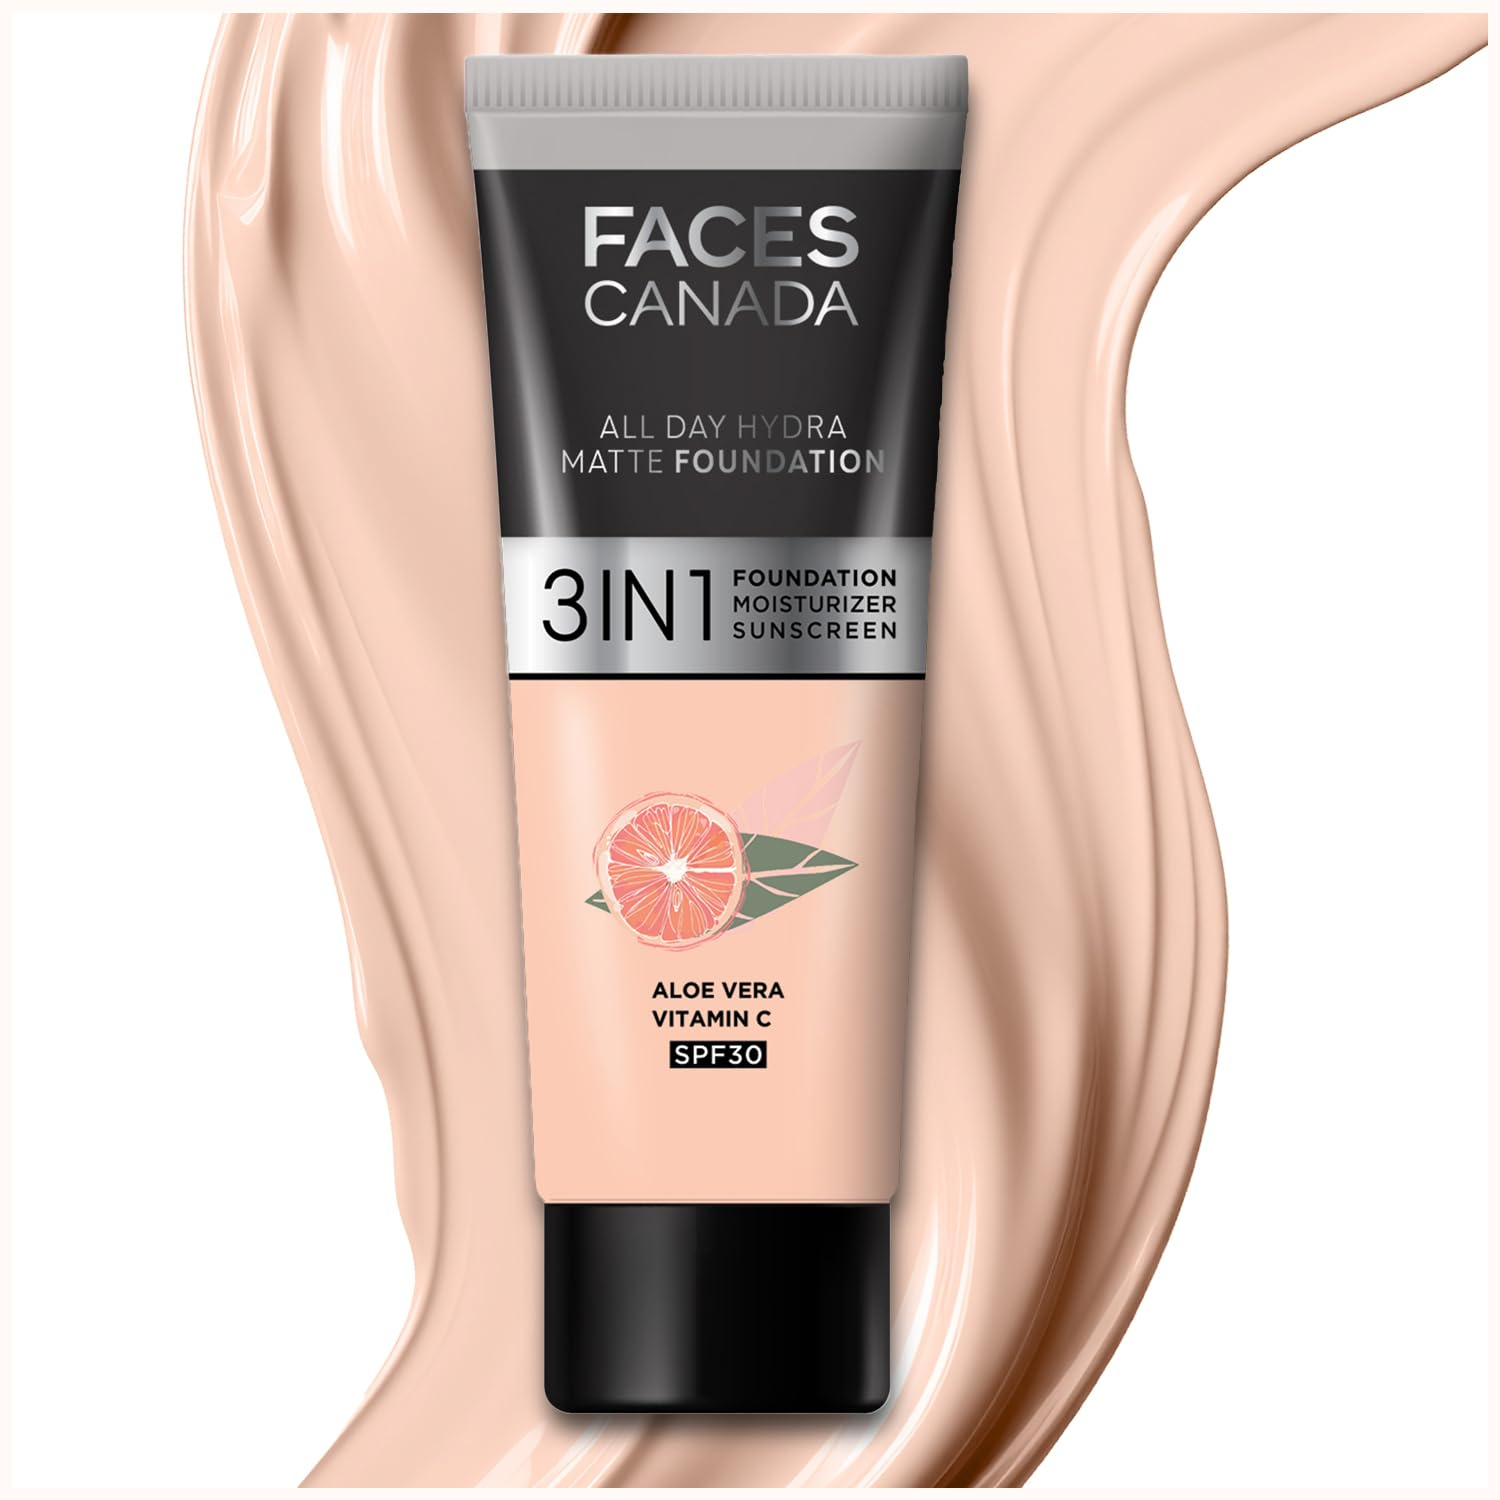 FACES
CANADA
ALL DAY HYDRA
MATTE FOUNDATION
3IN1
FOUNDATION
MOISTURIZER
SUNSCREEN
ALOE VERA
VITAMIN C
SPF30